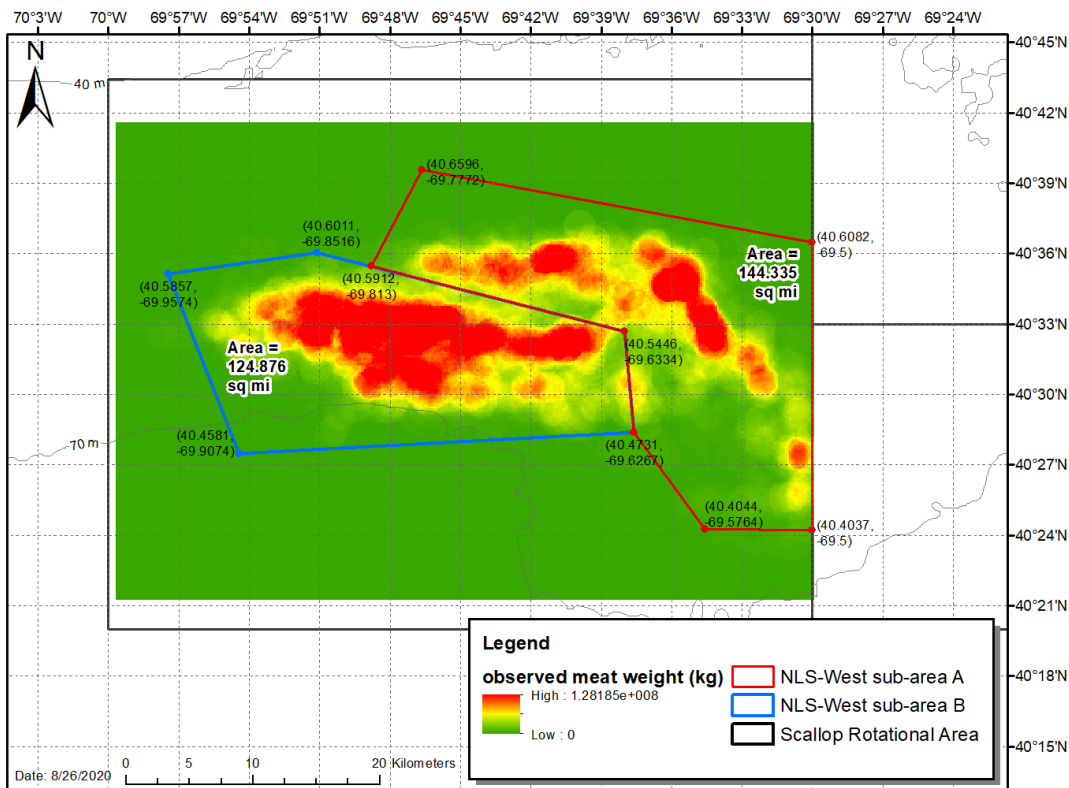 70°3'W 69°57'W 69°54'W 69°51'W 69°48'W 69°45'W 69°42'W 69°39'W 69°36'W 69°33'W 69°30'W 69°27'W 69°24'W
N
40°45'N
40 m
40°42'N
(40.6596,
-69.7772)
40°39'N
(40.6011,
-69.8516)
(40.6082,
-69.5)
40°36'N
Area =
144.335
sq mi
(40.5912,
-69.813)
(40.5857,
-69.9574)
40°33'N
(40.5446,
-69.6334)
Area =
124.876
sq mi
40°30'N
(40.4581,
-69.9074)
70 m
(40.4731,
-69.6267)
40°27'N
(40.4044,
-69.5764)
(40.4037,
-69.5)
40°24'N
40°21'N
40°18'N
40°15'N
Legend
observed meat weight (kg)
High : 1.28185e+008
Low : 0
NLS-West sub-area A
NLS-West sub-area B
Scallop Rotational Area
0 5 10 20 Kilometers
Date: 8/26/2020